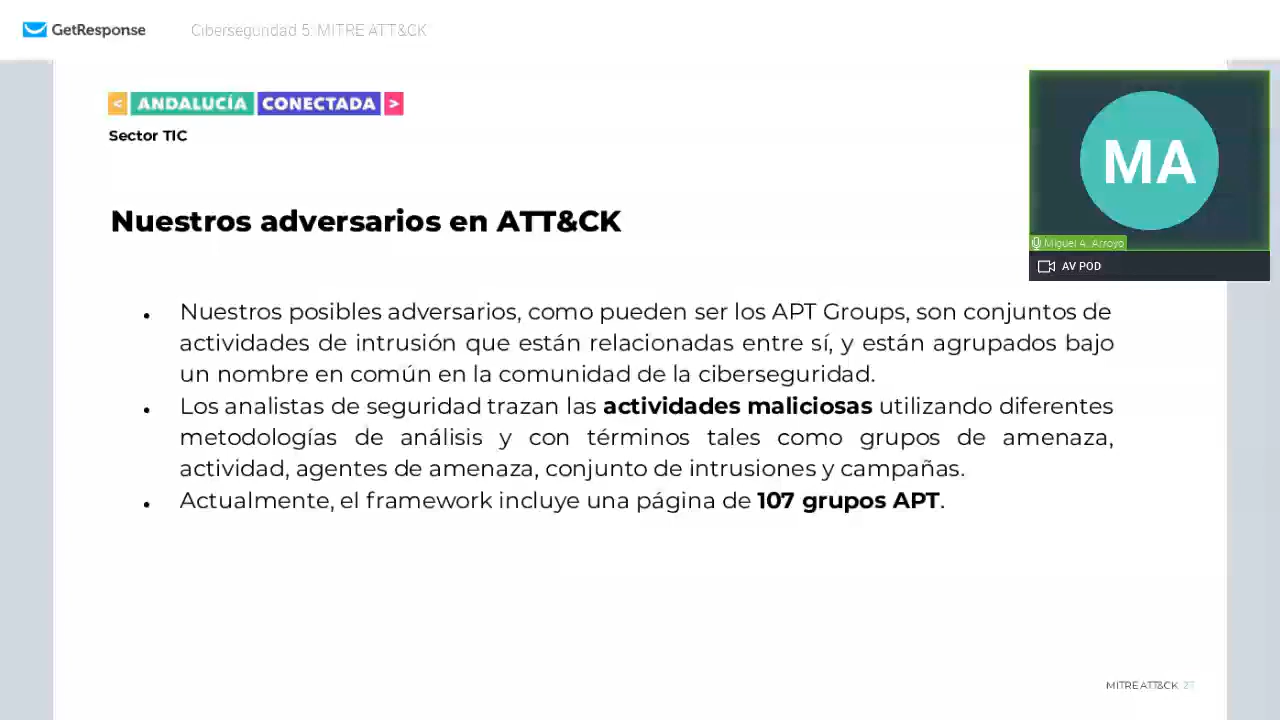 GetResponse
Ciberseguridad 5: MITRE ATT&CK
< ANDALUCÍA CONECTADA >
Sector TIC
MA
Miguel A. Arroyo
AV POD
Nuestros adversarios en ATT&CK
• Nuestros posibles adversarios, como pueden ser los APT Groups, son conjuntos de
actividades de intrusión que están relacionadas entre sí, y están agrupados bajo
un nombre en común en la comunidad de la ciberseguridad.
• Los analistas de seguridad trazan las actividades maliciosas utilizando diferentes
metodologías de análisis y con términos tales como grupos de amenaza,
actividad, agentes de amenaza, conjunto de intrusiones y campañas.
• Actualmente, el framework incluye una página de 107 grupos APT.
MITRE ATT&CK